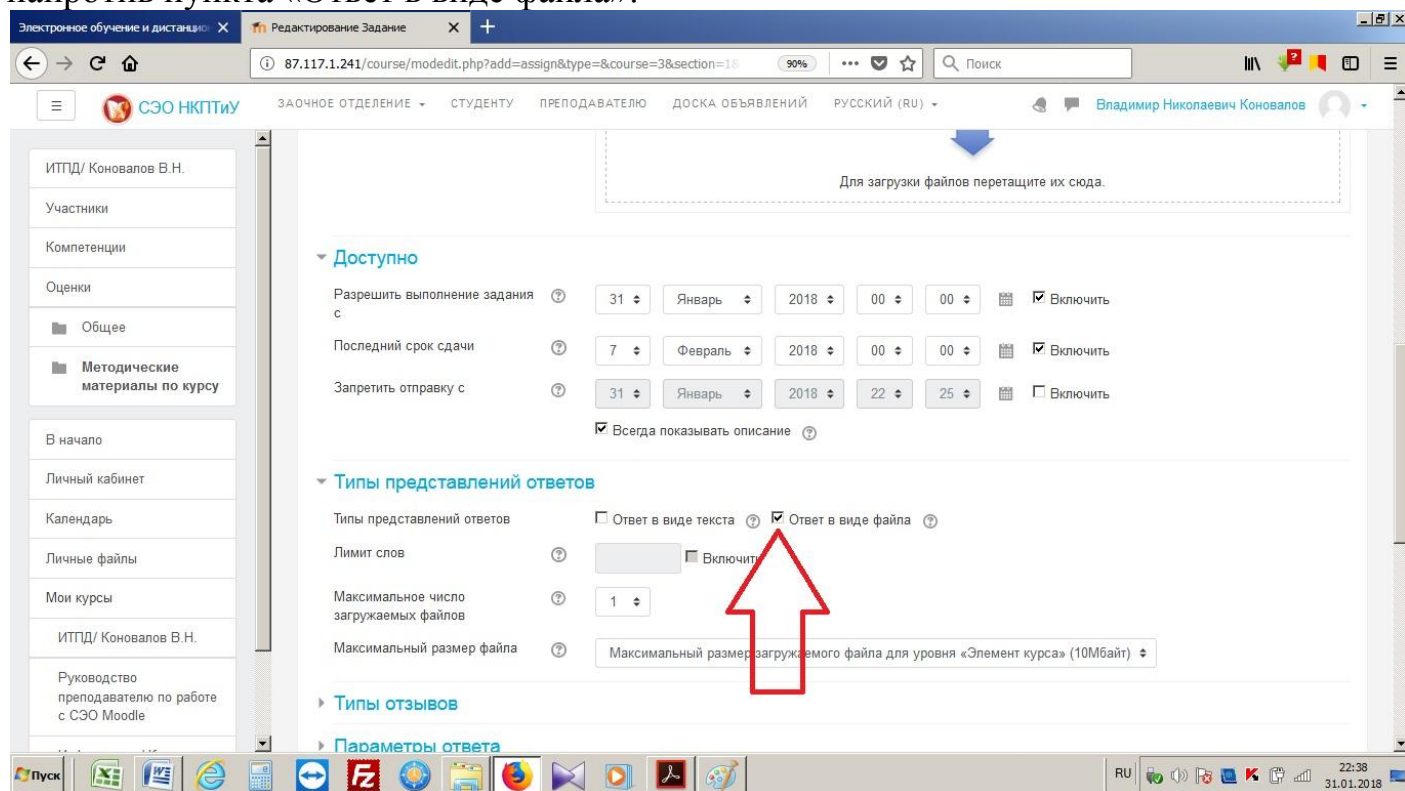 напротив пункта «Ответ в виде файла».
Электронное обучение и дистанцио
Редактирование Задание
87.117.1.241/course/modedit.php?add=assign&type=&course=3&section=18
90%
Поиск
СЭО НКПТиУ
ЗАОЧНОЕ ОТДЕЛЕНИЕ
СТУДЕНТУ
ПРЕПОДАВАТЕЛЮ
ДОСКА ОБЪЯВЛЕНИЙ
РУССКИЙ (RU)
Владимир Николаевич Коновалов
ИТПД/ Коновалов В.Н.
Участники
Компетенции
Оценки
Общее
Методические
материалы по курсу
В начало
Личный кабинет
Календарь
Личные файлы
Мои курсы
ИТПД/ Коновалов В.Н.
Руководство
преподавателю по работе
с СЭО Moodle
Для загрузки файлов перетащите их сюда.
Доступно
Разрешить выполнение задания
с
31 Январь 2018 00 00 Включить
Последний срок сдачи
7 Февраль 2018 00 00 Включить
Запретить отправку с
31 Январь 2018 22 25 Включить
Всегда показывать описание
Типы представлений ответов
Типы представлений ответов
Ответ в виде текста
Ответ в виде файла
Лимит слов
Включить
Максимальное число
загружаемых файлов
1
Максимальный размер файла
Максимальный размер загружаемого файла для уровня «Элемент курса» (10Мбайт)
Типы отзывов
Параметры ответа
Пуск
RU
22:38
31.01.2018